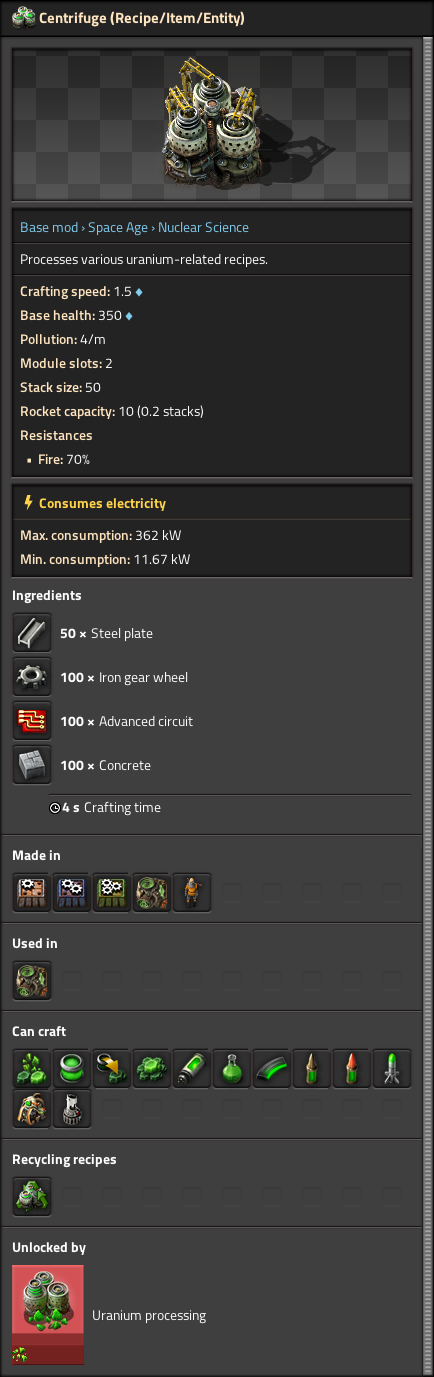 Centrifuge (Recipe/Item/Entity)
Base mod › Space Age › Nuclear Science
Processes various uranium-related recipes.
Crafting speed: 1.5
Base health: 350
Pollution: 4/m
Module slots: 2
Stack size: 50
Rocket capacity: 10 (0.2 stacks)
Resistances
▪ Fire: 70%
Consumes electricity
Max. consumption: 362 kW
Min. consumption: 11.67 kW
Ingredients
50 × Steel plate
100 × Iron gear wheel
100 × Advanced circuit
100 × Concrete
4 s Crafting time
Made in
Used in
Can craft
Recycling recipes
Unlocked by
Uranium processing